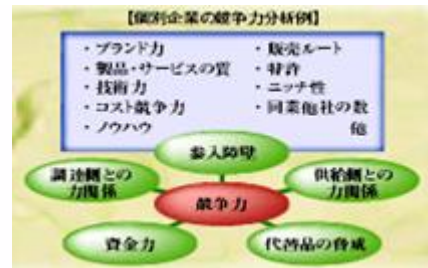 【個別企業の競争力分析例】
・ブランド力
・製品・サービスの質
・技術力
・コスト競争力
・ノウハウ
・販売ルート
・特許
・ニッチ性
・同業他社の数
他
参入障壁
調達側との
力関係
供給側との
力関係
競争力
資金力
代替品の脅威